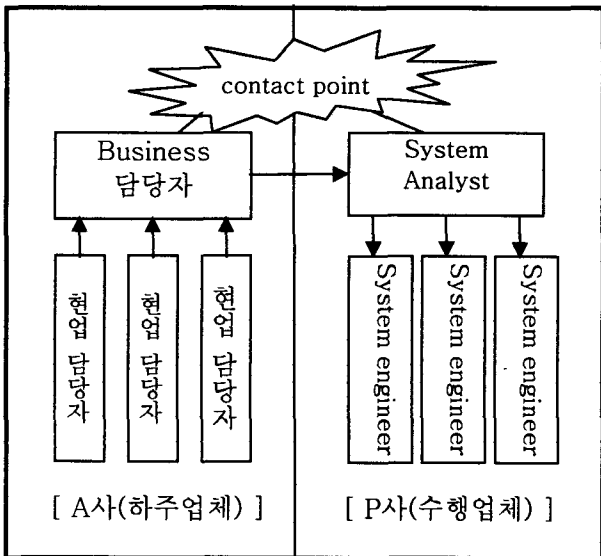 contact point
Business
담당자
System
Analyst
현업 담당자
현업 담당자
현업 담당자
System engineer
System engineer
System engineer
[ A사(하주업체) ]
[ P사(수행업체) ]